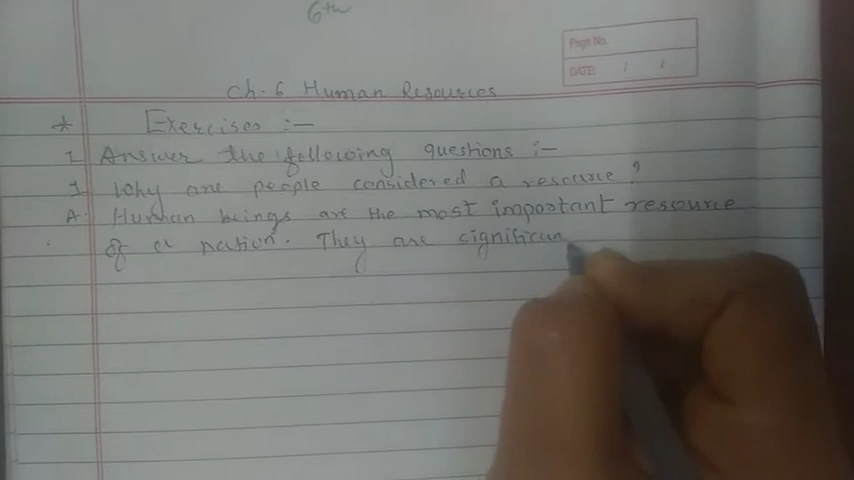 6th
Page No.
DATE: / /
Ch. 6 Human Resources
* Exercises :-
I Answer the following questions :-
1 Why are people considered a resource?
A. Human beings are the most important resource
of a nation. They are significan